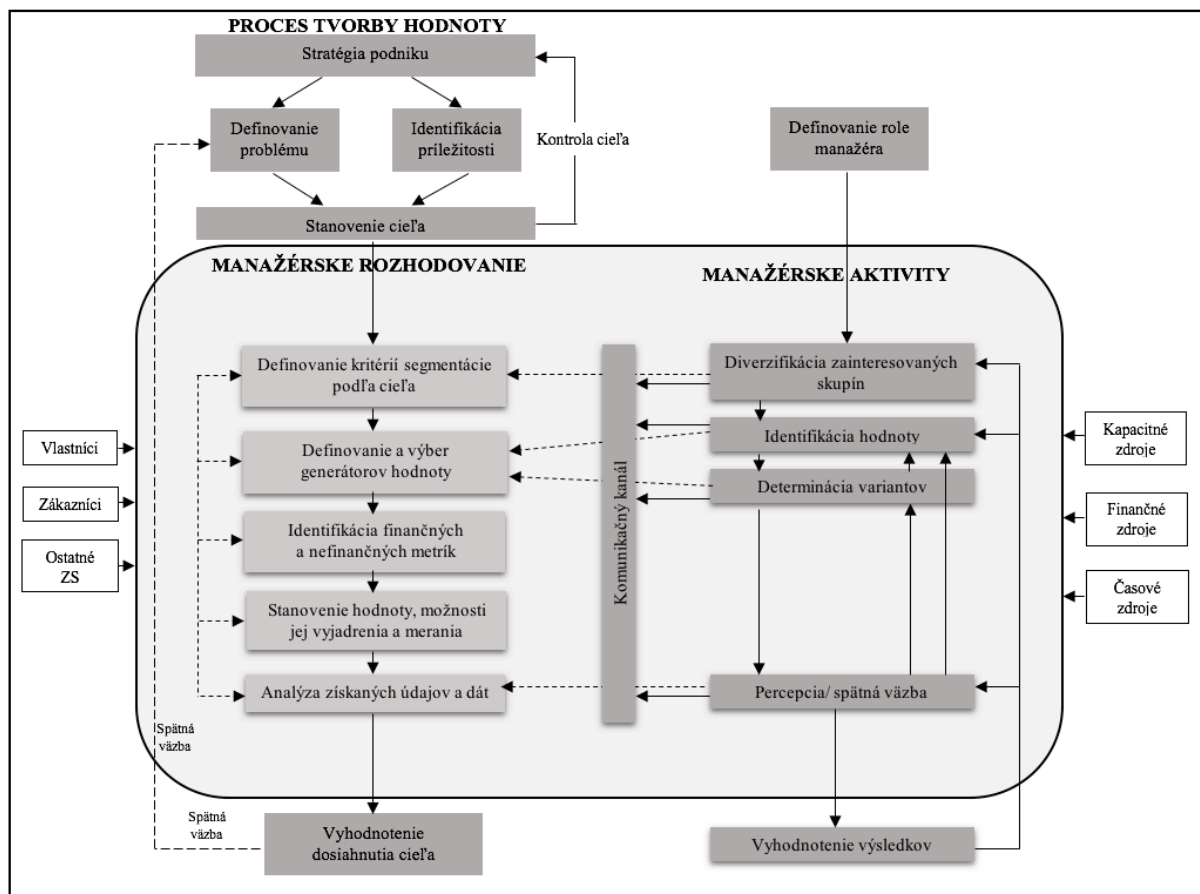 PROCES TVORBY HODNOTY
Stratégia podniku
Definovanie
problému
Identifikácia
príležitosti
Kontrola cieľa
Definovanie role
manažéra
Stanovenie cieľa
MANAŽÉRSKE ROZHODOVANIE
MANAŽÉRSKE AKTIVITY
Definovanie kritérií segmentácie
podľa cieľa
Definovanie a výber
generátorov hodnoty
Identifikácia finančných
a nefinančných metrík
Stanovenie hodnoty, možnosti
jej vyjadrenia a merania
Analýza získaných údajov a dát
Komunikačný kanál
Diverzifikácia zainteresovaných
skupín
Identifikácia hodnoty
Determinácia variantov
Percepcia/ spätná väzba
Vlastníci
Zákazníci
Ostatné
ZS
Kapacitné
zdroje
Finančné
zdroje
Časové
zdroje
Spätná
väzba
Spätná
väzba
Vyhodnotenie
dosiahnutia cieľa
Vyhodnotenie výsledkov